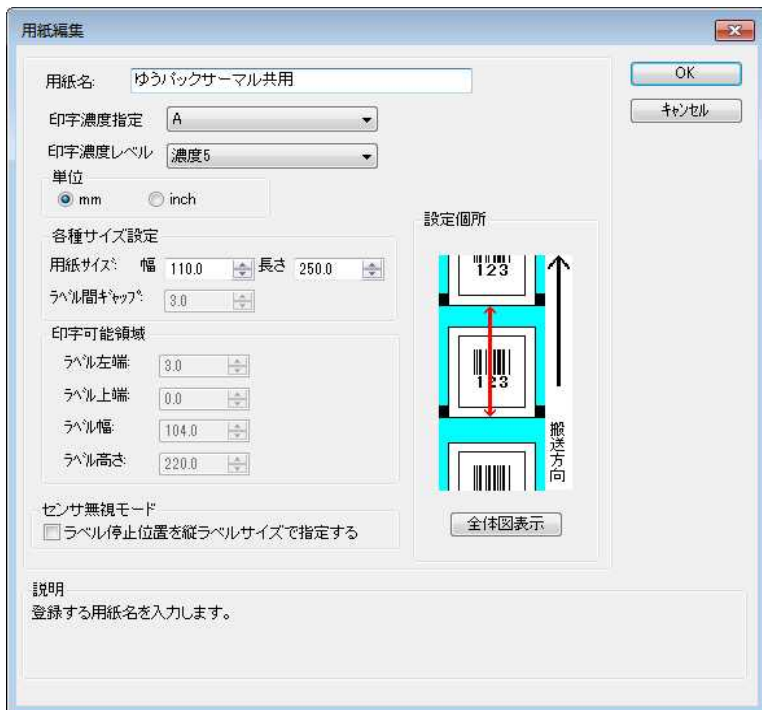 用紙編集
用紙名: ゆうパックサーマル共用
OK
キャンセル
印字濃度指定 A
印字濃度レベル 濃度5
単位
mm inch
各種サイズ設定
用紙サイズ: 幅 110.0 長さ 250.0
ラベル間ギャップ: 3.0
印字可能領域
ラベル左端: 3.0
ラベル上端: 0.0
ラベル幅: 104.0
ラベル高さ: 220.0
センサ無視モード
ラベル停止位置を縦ラベルサイズで指定する
設定個所
123
123
搬送方向
全体図表示
説明
登録する用紙名を入力します。